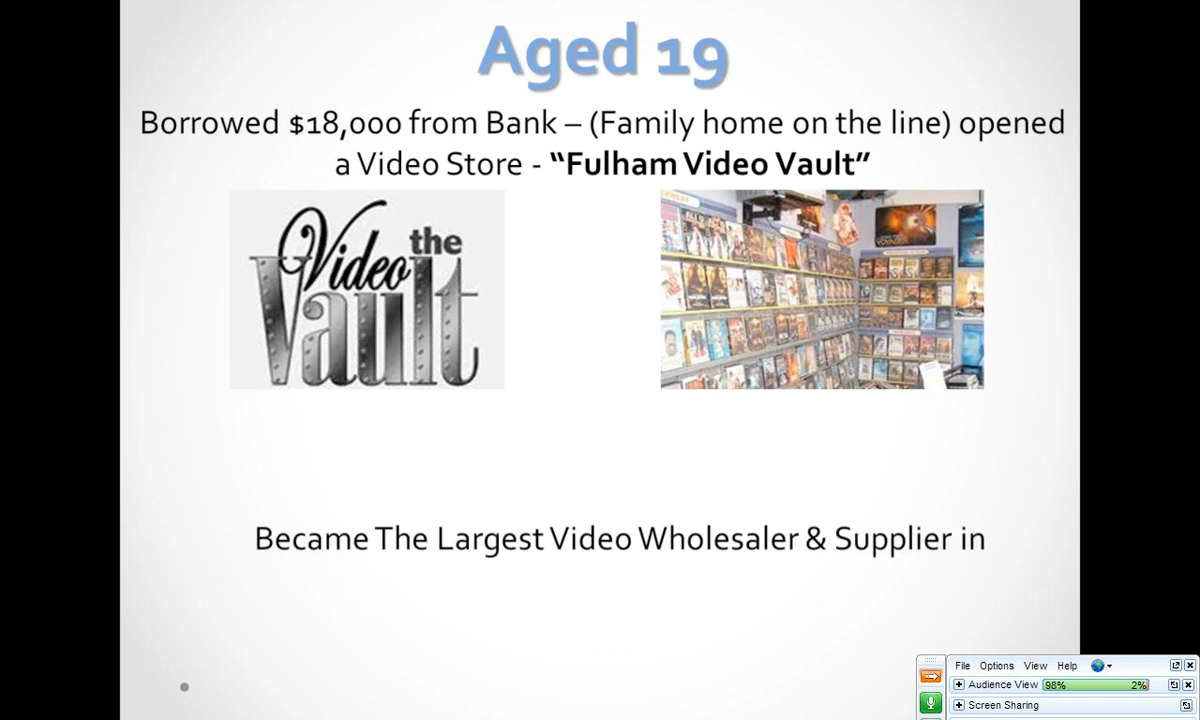 Aged 19
Borrowed $18,000 from Bank – (Family home on the line) opened
a Video Store - “Fulham Video Vault”
the
Video
Vault
VOYAGER
Became The Largest Video Wholesaler & Supplier in
File Options View Help
Audience View 98% 2%
Screen Sharing